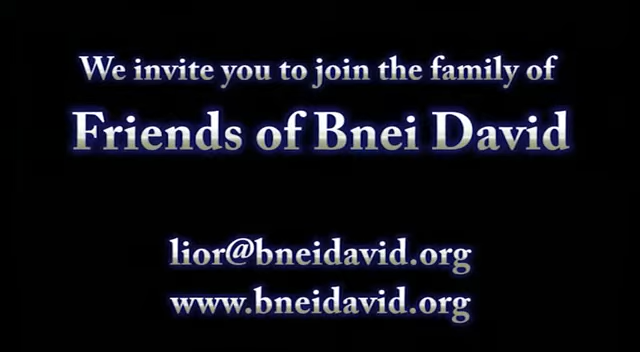 We invite you to join the family of
Friends of Bnei David
lior@bneidavid.org
www.bneidavid.org